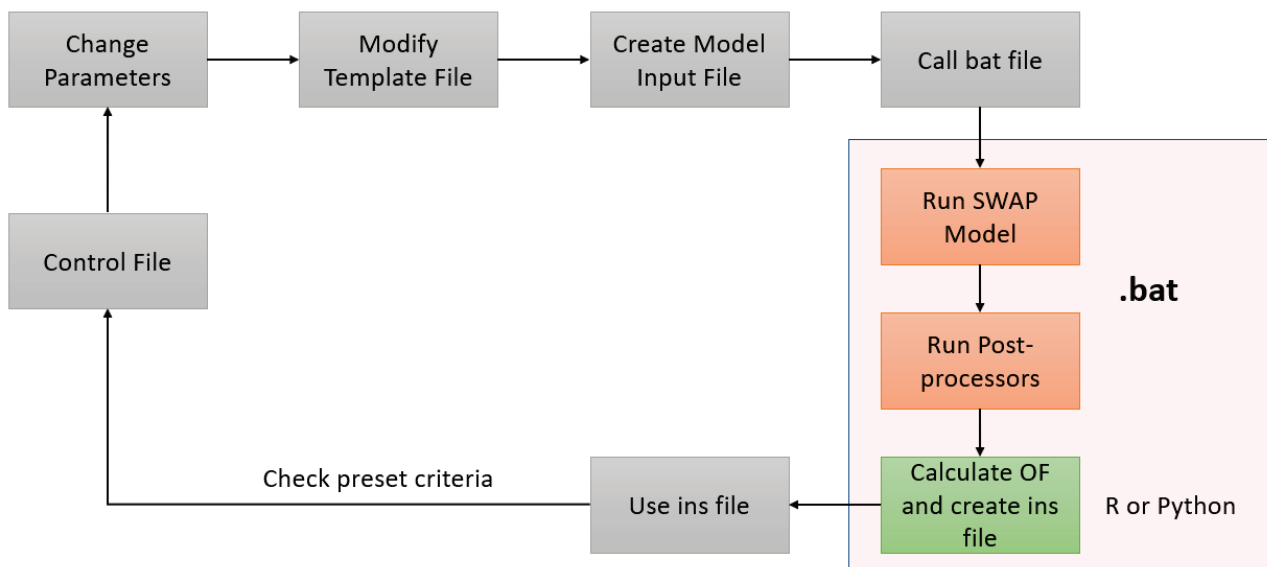 Change
Parameters
Modify
Template File
Create Model
Input File
Call bat file
Run SWAP
Model
Control File
.bat
Run Post-
processors
Check preset criteria
Use ins file
Calculate OF
and create ins
file
R or Python